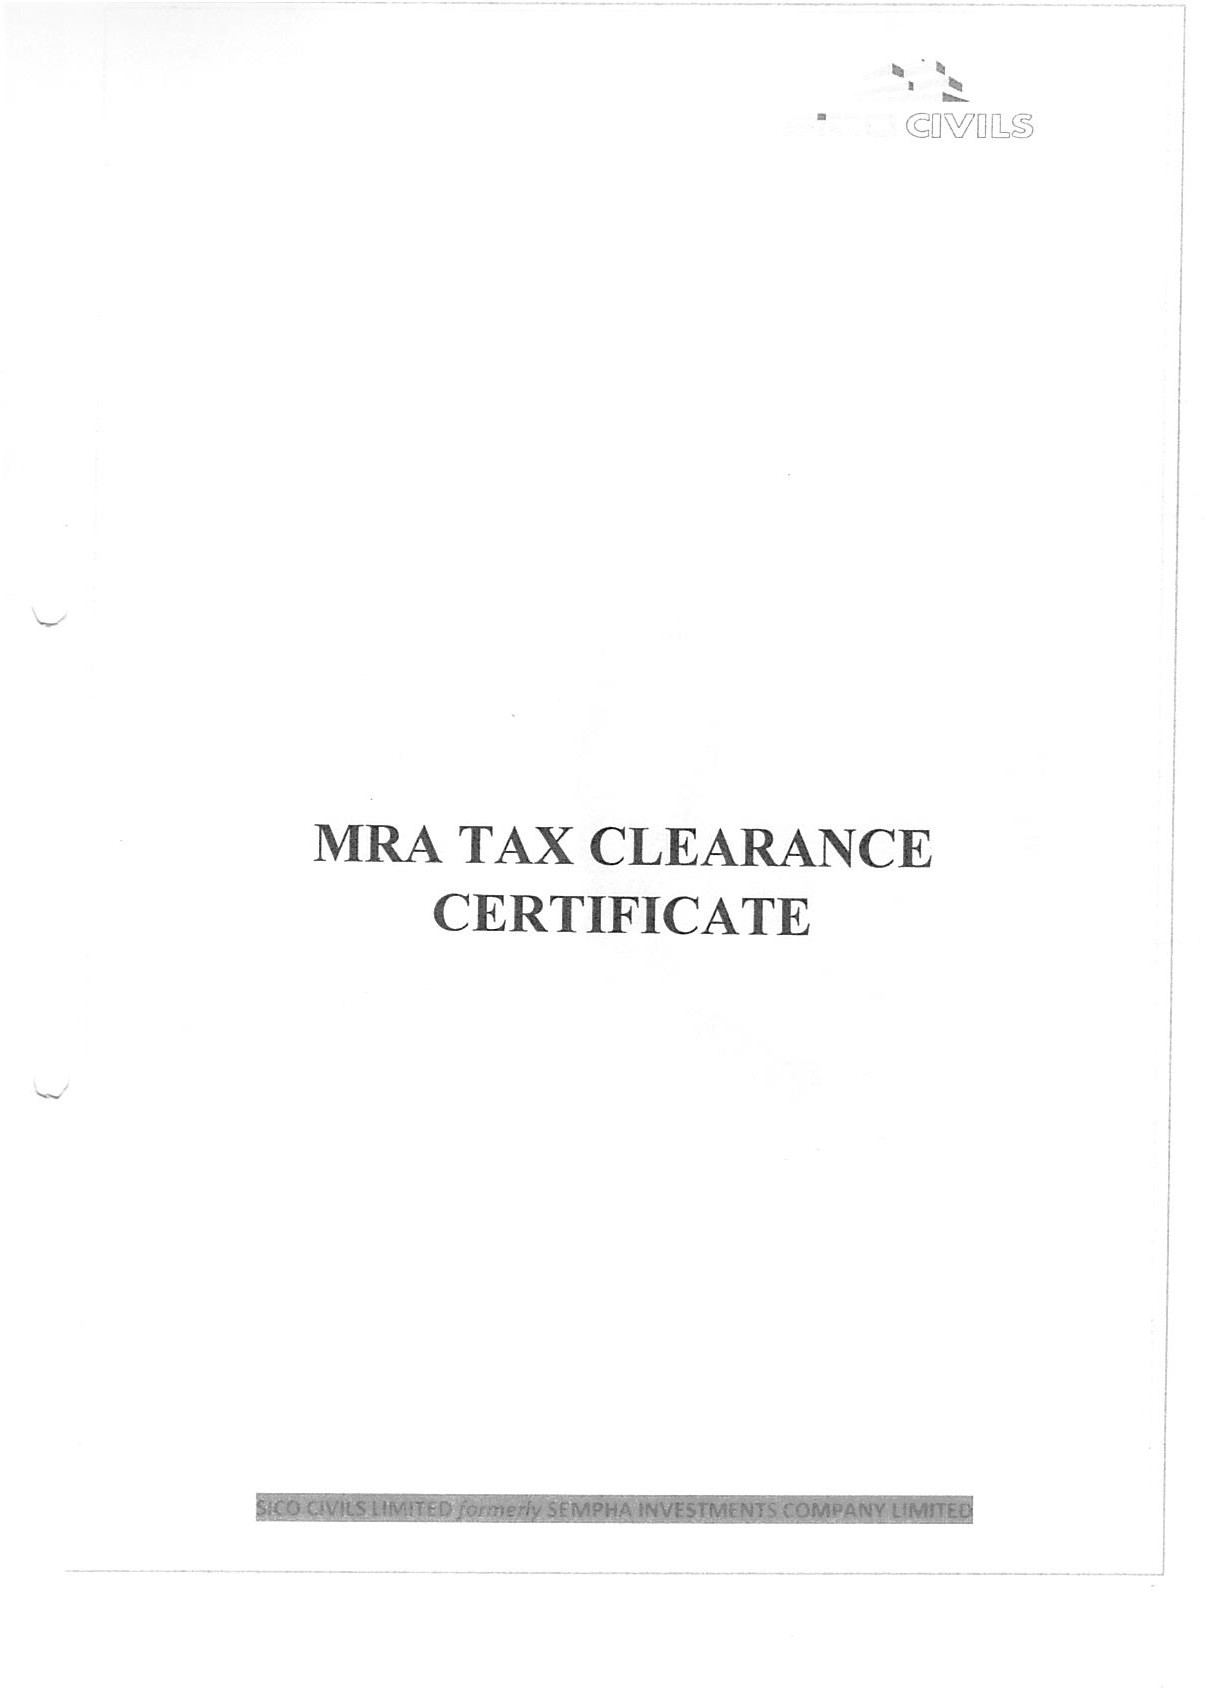 CIVILS
MRA TAX CLEARANCE
CERTIFICATE
SICO CIVILS LIMITED formerly SEMPHA INVESTMENTS COMPANY LIMITED